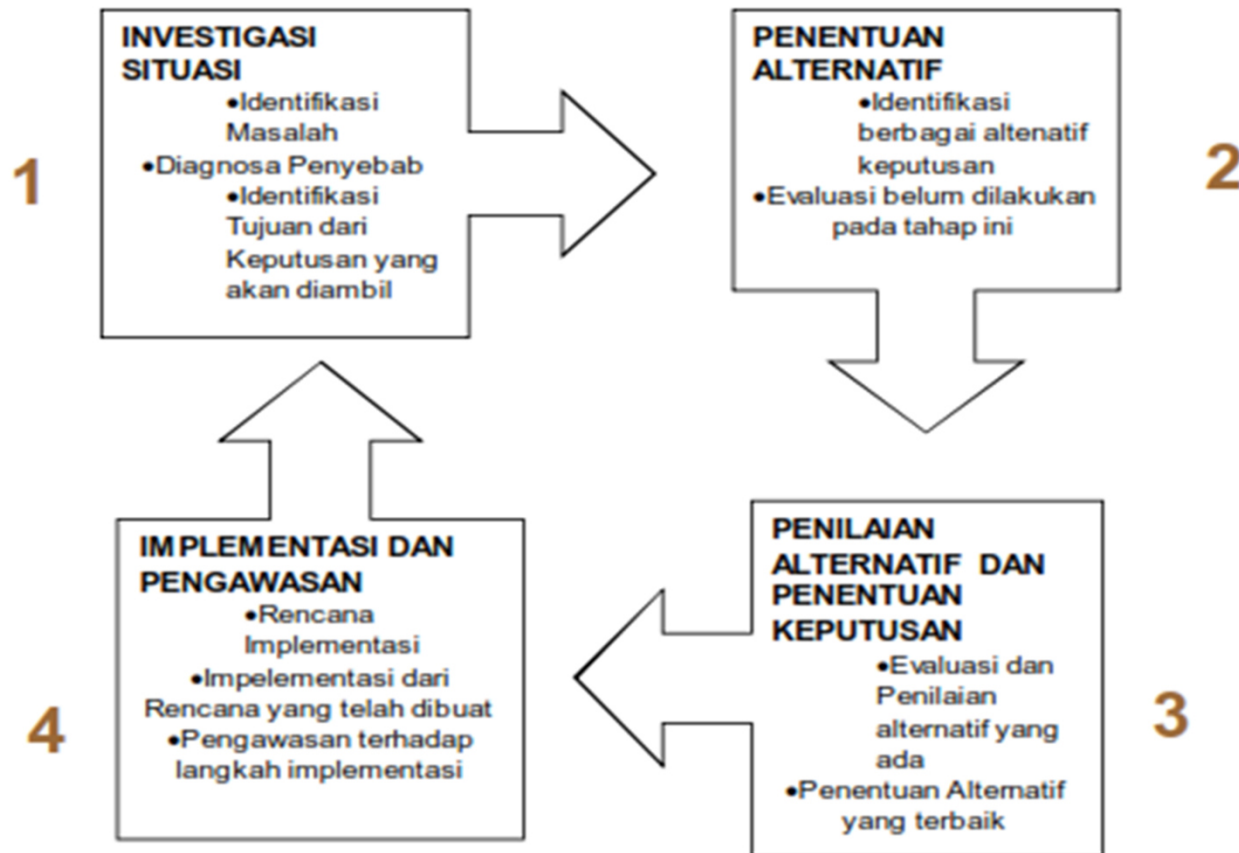 1
INVESTIGASI
SITUASI
•Identifikasi
Masalah
•Diagnosa Penyebab
•Identifikasi
Tujuan dari
Keputusan yang
akan diambil
2
PENENTUAN
ALTERNATIF
•Identifikasi
berbagai altenatif
keputusan
•Evaluasi belum dilakukan
pada tahap ini
3
PENILAIAN
ALTERNATIF DAN
PENENTUAN
KEPUTUSAN
•Evaluasi dan
Penilaian
alternatif yang
ada
•Penentuan Alternatif
yang terbaik
4
IMPLEMENTASI DAN
PENGAWASAN
•Rencana
Implementasi
•Impelementasi dari
Rencana yang telah dibuat
•Pengawasan terhadap
langkah implementasi